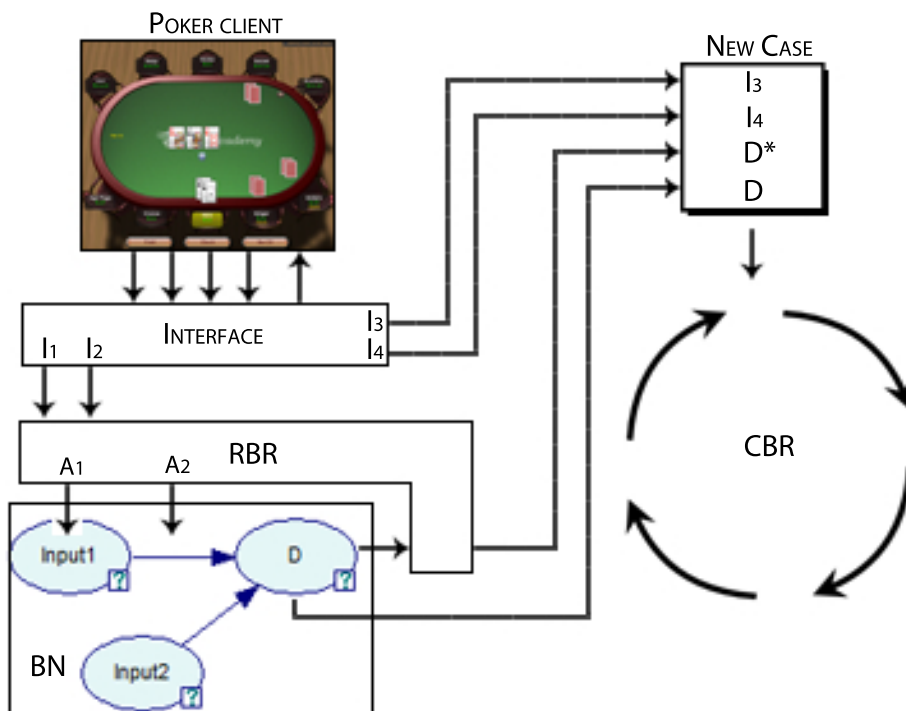 POKER CLIENT
NEW CASE
I3
I4
D*
D
INTERFACE
I3
I4
I1 I2
RBR
A1 A2
CBR
Input1
?
D
?
BN
Input2
?